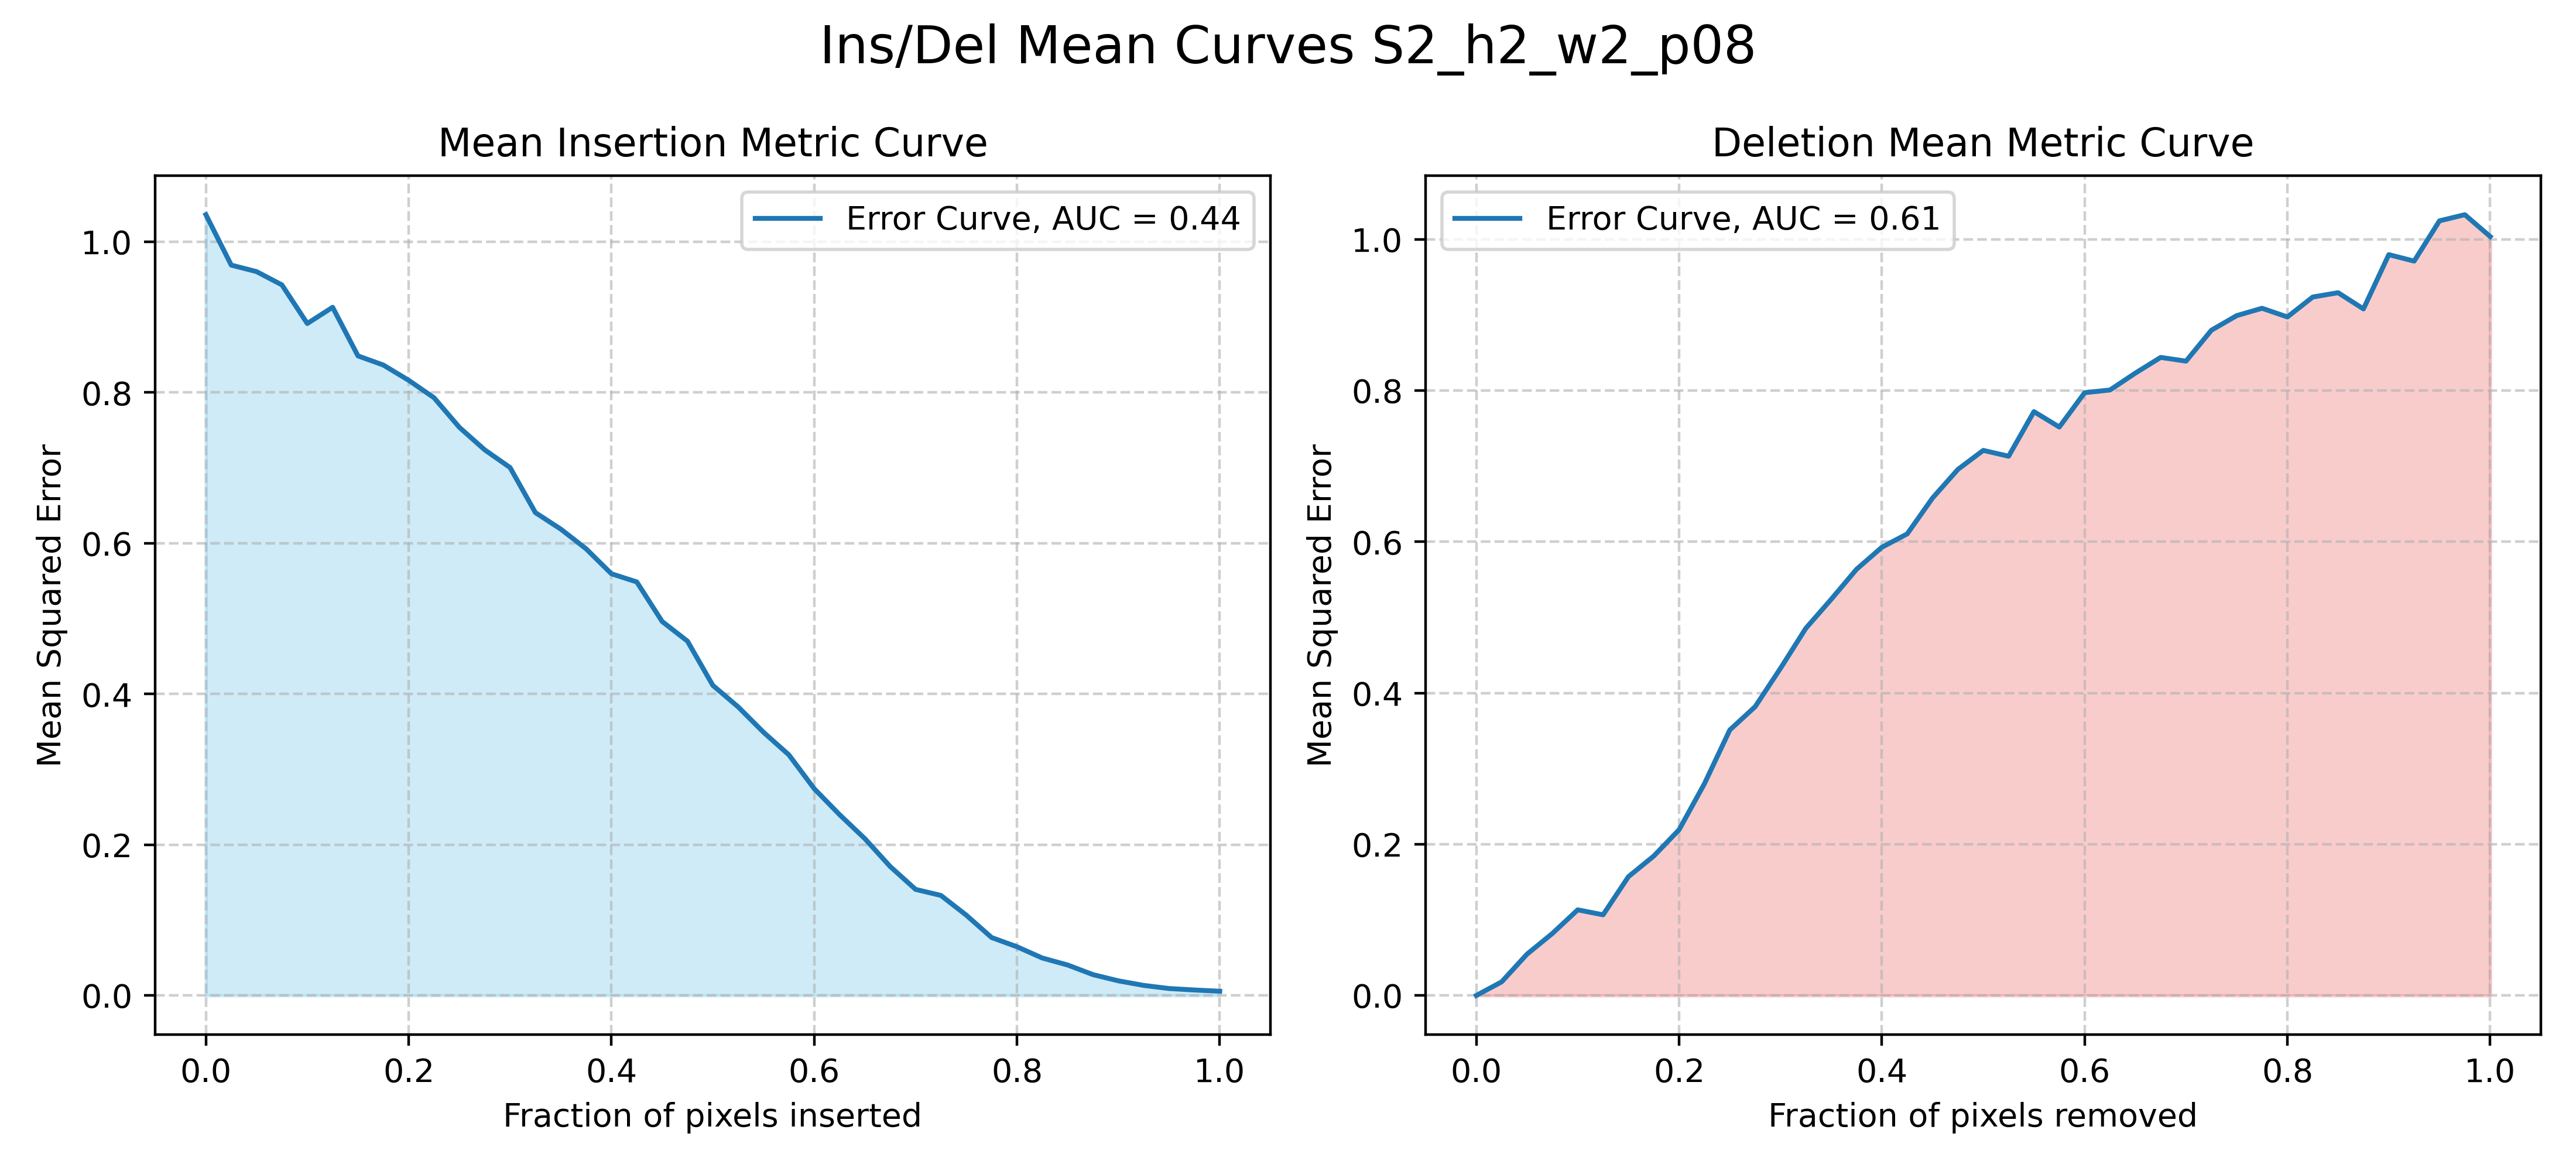 Ins/Del Mean Curves S2_h2_w2_p08
Mean Insertion Metric Curve
Error Curve, AUC = 0.44
Mean Squared Error
1.0
0.8
0.6
0.4
0.2
0.0
0.0 0.2 0.4 0.6 0.8 1.0
Fraction of pixels inserted
Deletion Mean Metric Curve
Error Curve, AUC = 0.61
Mean Squared Error
1.0
0.8
0.6
0.4
0.2
0.0
0.0 0.2 0.4 0.6 0.8 1.0
Fraction of pixels removed